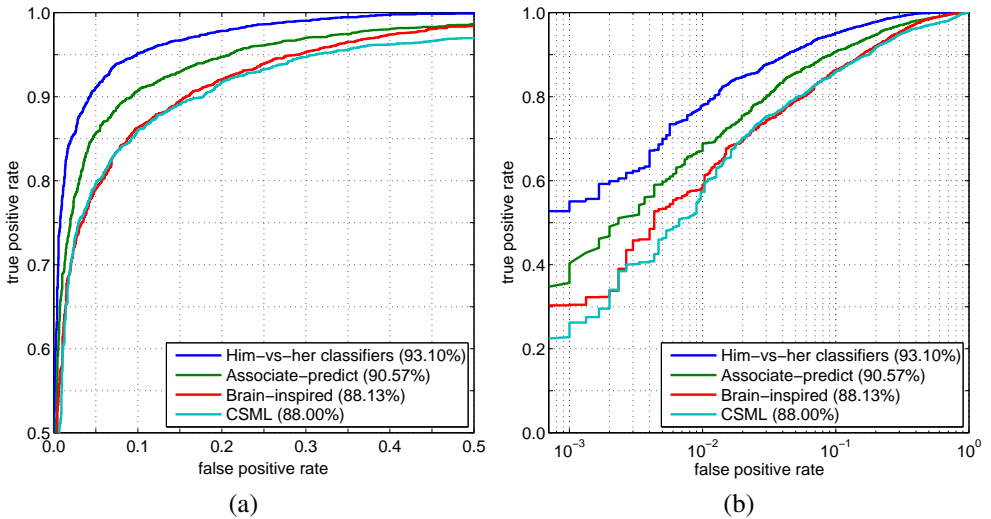 1.0
0.9
0.8
0.7
0.6
0.5
true positive rate
0.0 0.1 0.2 0.3 0.4 0.5
false positive rate
Him−vs−her classifiers (93.10%)
Associate−predict (90.57%)
Brain−inspired (88.13%)
CSML (88.00%)
(a)
1.0
0.8
0.6
0.4
0.2
0.0
true positive rate
10−3 10−2 10−1 100
false positive rate
Him−vs−her classifiers (93.10%)
Associate−predict (90.57%)
Brain−inspired (88.13%)
CSML (88.00%)
(b)